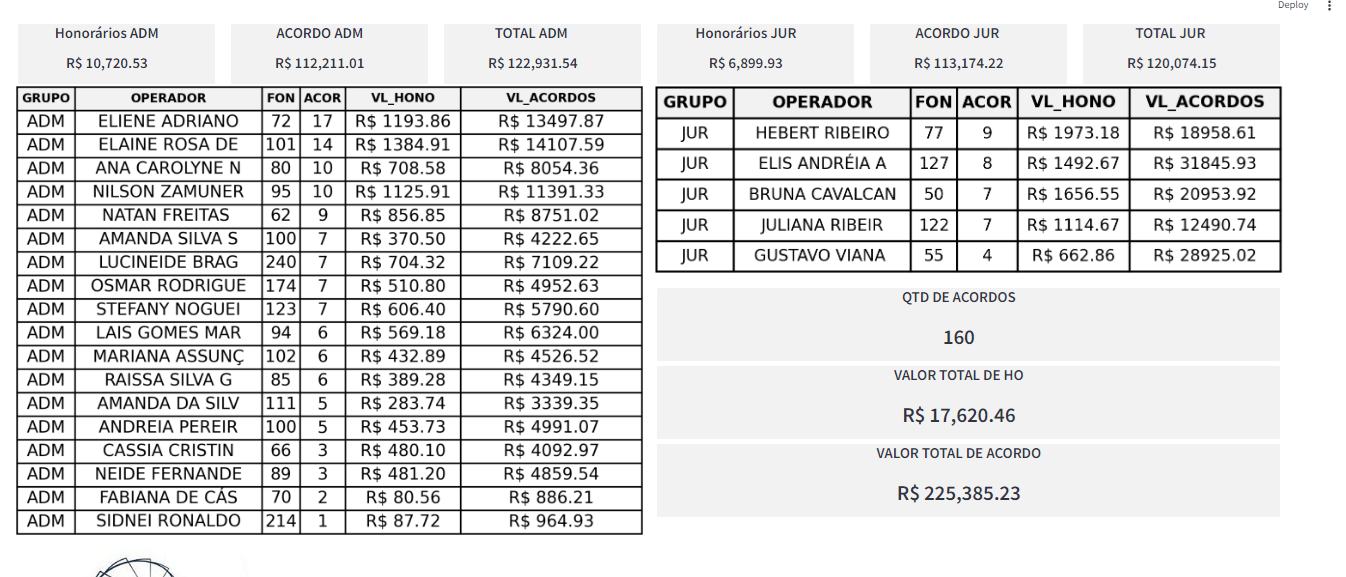 Deploy
Honorários ADM
R$ 10,720.53
ACORDO ADM
R$ 112,211.01
TOTAL ADM
R$ 122,931.54
Honorários JUR
R$ 6,899.93
ACORDO JUR
R$ 113,174.22
TOTAL JUR
R$ 120,074.15
GRUPO OPERADOR FON ACOR VL_HONO VL_ACORDOS
ADM ELIENE ADRIANO 72 17 R$ 1193.86 R$ 13497.87
ADM ELAINE ROSA DE 101 14 R$ 1384.91 R$ 14107.59
ADM ANA CAROLYNE N 80 10 R$ 708.58 R$ 8054.36
ADM NILSON ZAMUNER 95 10 R$ 1125.91 R$ 11391.33
ADM NATAN FREITAS 62 9 R$ 856.85 R$ 8751.02
ADM AMANDA SILVA S 100 7 R$ 370.50 R$ 4222.65
ADM LUCINEIDE BRAG 240 7 R$ 704.32 R$ 7109.22
ADM OSMAR RODRIGUE 174 7 R$ 510.80 R$ 4952.63
ADM STEFANY NOGUEI 123 7 R$ 606.40 R$ 5790.60
ADM LAIS GOMES MAR 94 6 R$ 569.18 R$ 6324.00
ADM MARIANA ASSUNÇ 102 6 R$ 432.89 R$ 4526.52
ADM RAISSA SILVA G 85 6 R$ 389.28 R$ 4349.15
ADM AMANDA DA SILV 111 5 R$ 283.74 R$ 3339.35
ADM ANDREIA PEREIR 100 5 R$ 453.73 R$ 4991.07
ADM CASSIA CRISTIN 66 3 R$ 480.10 R$ 4092.97
ADM NEIDE FERNANDE 89 3 R$ 481.20 R$ 4859.54
ADM FABIANA DE CÁS 70 2 R$ 80.56 R$ 886.21
ADM SIDNEI RONALDO 214 1 R$ 87.72 R$ 964.93
GRUPO OPERADOR FON ACOR VL_HONO VL_ACORDOS
JUR HEBERT RIBEIRO 77 9 R$ 1973.18 R$ 18958.61
JUR ELIS ANDRÉIA A 127 8 R$ 1492.67 R$ 31845.93
JUR BRUNA CAVALCAN 50 7 R$ 1656.55 R$ 20953.92
JUR JULIANA RIBEIR 122 7 R$ 1114.67 R$ 12490.74
JUR GUSTAVO VIANA 55 4 R$ 662.86 R$ 28925.02
QTD DE ACORDOS
160
VALOR TOTAL DE HO
R$ 17,620.46
VALOR TOTAL DE ACORDO
R$ 225,385.23